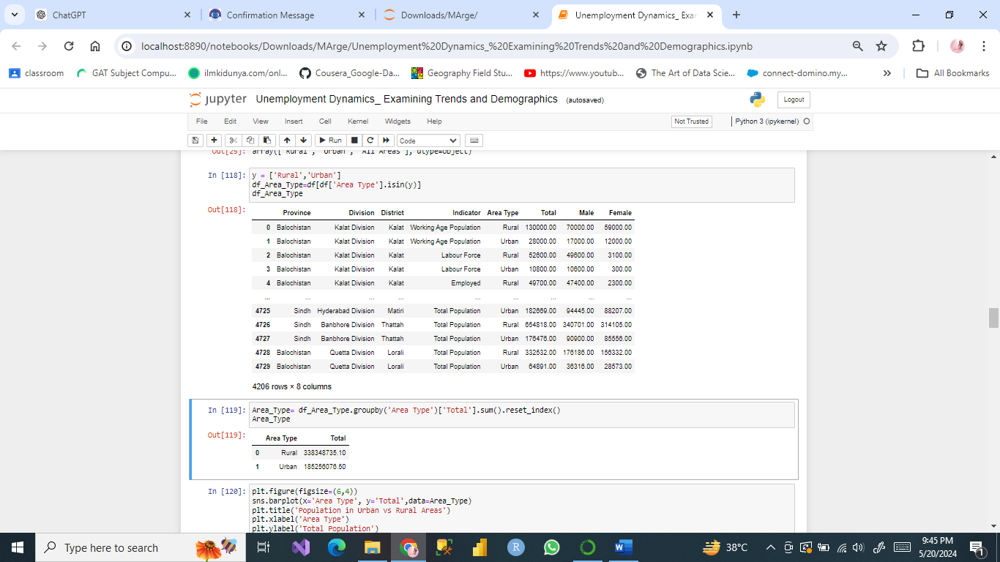 ChatGPT
Confirmation Message
Downloads/MArge/
Unemployment Dynamics_ Exar
localhost:8890/notebooks/Downloads/MArge/Unemployment%20Dynamics_%20Examining%20Trends%20and%20Demographics.ipynb
classroom
GAT Subject Compu...
ilmkidunya.com/onl...
Cousera_Google-Da...
Geography Field Stu...
https://www.youtub...
The Art of Data Scie...
connect-domino.my...
»
All Bookmarks
jupyter Unemployment Dynamics_ Examining Trends and Demographics (autosaved)
Logout
File Edit View Insert Cell Kernel Widgets Help
Not Trusted
Python 3 (ipykernel)
Run
Code
Out[25]: array(['Rural', 'Urban', 'All Areas'], dtype=object)
In [118]: y = ['Rural','Urban']
df_Area_Type=df[df['Area Type'].isin(y)]
df_Area_Type
Out[118]:
Province Division District Indicator Area Type Total Male Female
0 Balochistan Kalat Division Kalat Working Age Population Rural 130000.00 70000.00 59000.00
1 Balochistan Kalat Division Kalat Working Age Population Urban 28000.00 17000.00 12000.00
2 Balochistan Kalat Division Kalat Labour Force Rural 52600.00 49600.00 3100.00
3 Balochistan Kalat Division Kalat Labour Force Urban 10800.00 10600.00 300.00
4 Balochistan Kalat Division Kalat Employed Rural 49700.00 47400.00 2300.00
... ... ... ... ... ... ... ... ...
4725 Sindh Hyderabad Division Matiri Total Population Urban 182669.00 94445.00 88207.00
4726 Sindh Banbhore Division Thattah Total Population Rural 654818.00 340701.00 314105.00
4727 Sindh Banbhore Division Thattah Total Population Urban 176476.00 90900.00 85556.00
4728 Balochistan Quetta Division Lorali Total Population Rural 332532.00 176186.00 156332.00
4729 Balochistan Quetta Division Lorali Total Population Urban 64891.00 36316.00 28573.00
4206 rows × 8 columns
In [119]: Area_Type= df_Area_Type.groupby('Area Type')['Total'].sum().reset_index()
Area_Type
Out[119]:
Area Type Total
0 Rural 338348735.10
1 Urban 185256076.50
In [120]: plt.figure(figsize=(6,4))
sns.barplot(x='Area Type', y='Total',data=Area_Type)
plt.title('Population in Urban vs Rural Areas')
plt.xlabel('Area Type')
plt.ylabel('Total Population')
Type here to search
38°C
9:45 PM
5/20/2024
1